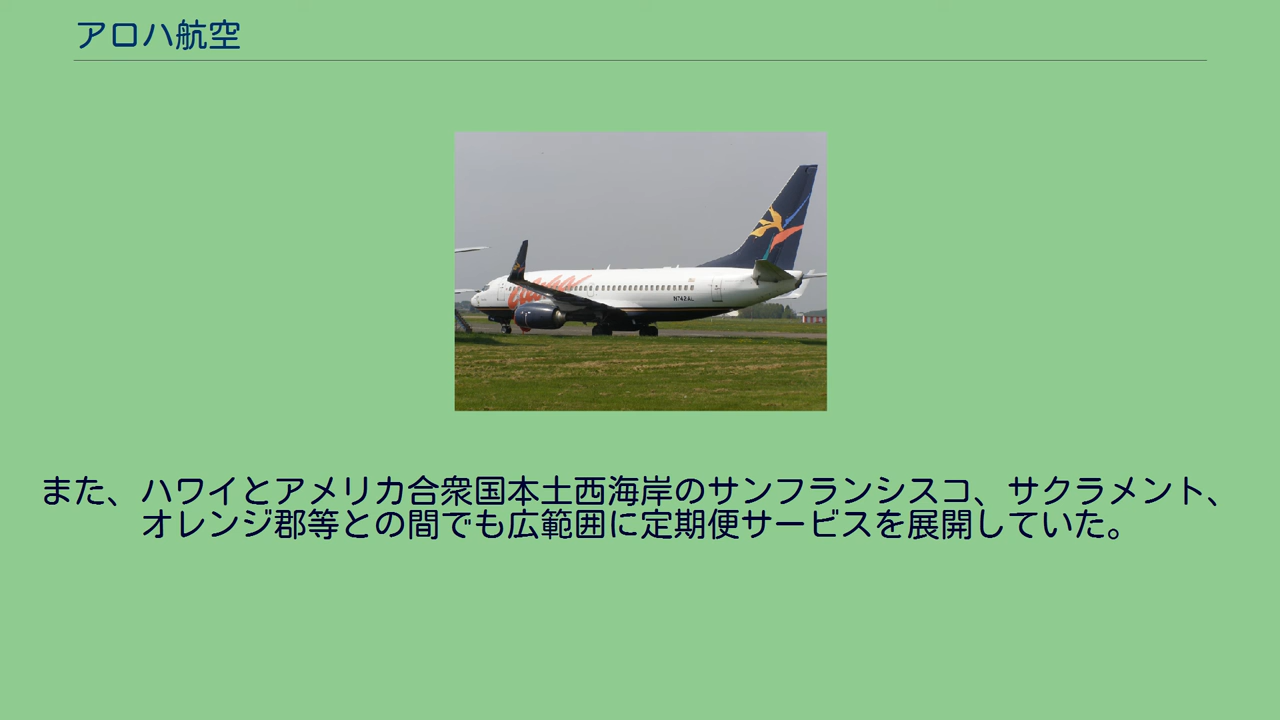 アロハ航空
Aloha
N742AL
また、ハワイとアメリカ合衆国本土西海岸のサンフランシスコ、サクラメント、
オレンジ郡等との間でも広範囲に定期便サービスを展開していた。